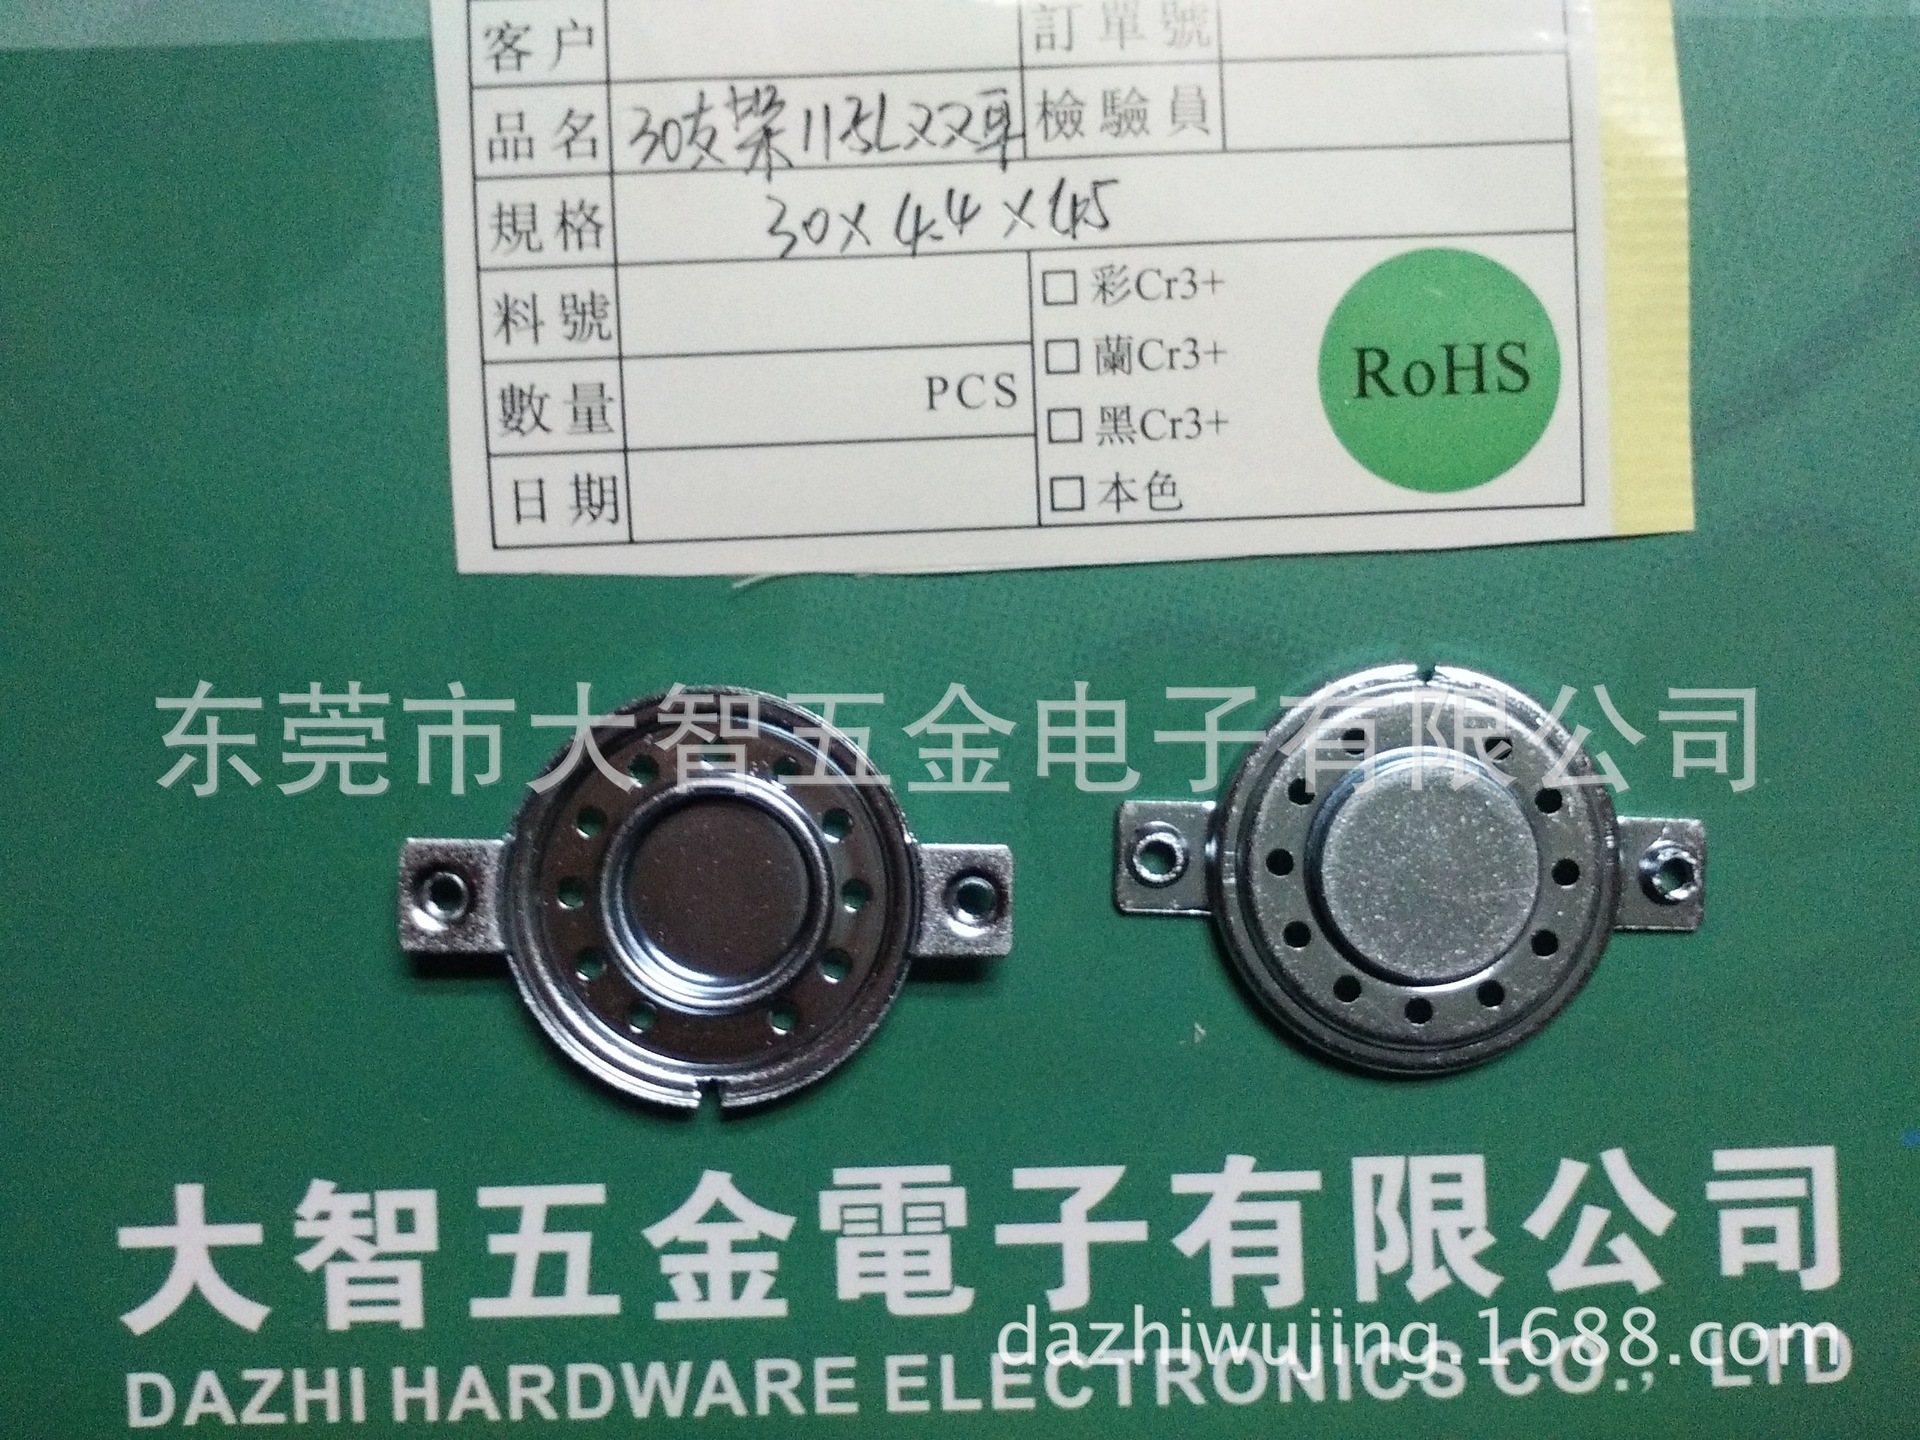 客户 訂單號
品名 30支架115L双耳 檢驗員
規格 30×4.4×4.5
料號
數量 PCS
日期
□ 彩Cr3+
□ 蘭Cr3+
□ 黑Cr3+
□ 本色
RoHS
东莞市大智五金电子有限公司
大智五金電子有限公司
dazhiwujing.1688.com
DAZHI HARDWARE ELECTRONICS CO., LTD